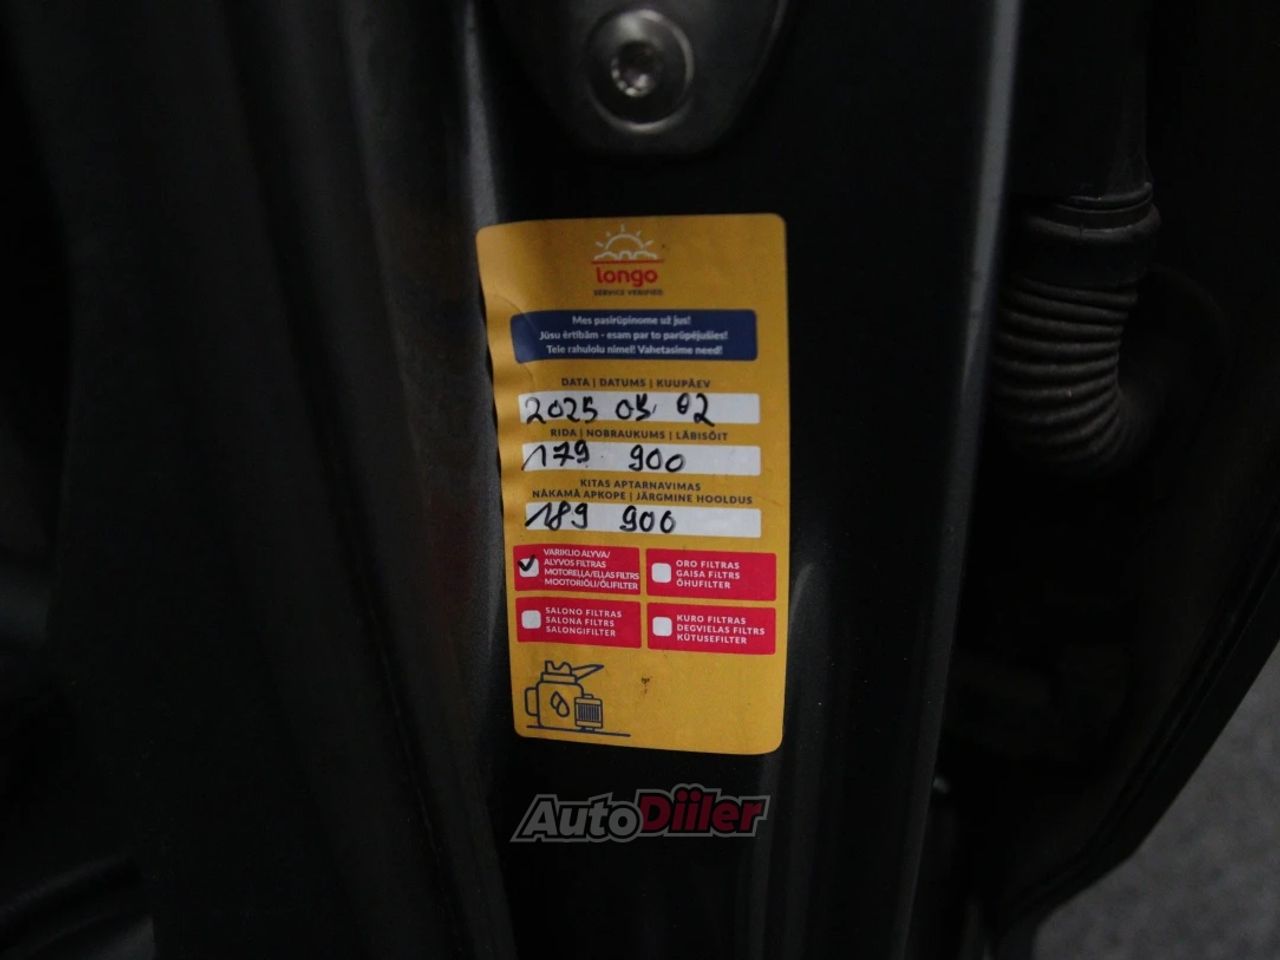 longo
SERVICE VERIFIED
Mes pasirūpinome už jus!
Jūsu ērtībām - esam par to parūpējušies!
Teie rahulolu nimel! Vahetasime need!
DATA | DATUMS | KUUPÄEV
2025 05 02
RIDA | NOBRAUKUMS | LÄBISÕIT
179 900
KITAS APTARNAVIMAS
NĀKAMĀ APKOPE | JÄRGMINE HOOLDUS
189 900
VARIKLIO ALYVA/
ALYVOS FILTRAS
MOTOREĻĻA/EĻĻAS FILTRS
MOOTORIÕLI/ÕLIFILTER
ORO FILTRAS
GAISA FILTRS
ÕHUFILTER
SALONO FILTRAS
SALONA FILTRS
SALONGIFILTER
KURO FILTRAS
DEGVIELAS FILTRS
KÜTUSEFILTER
AutoDiiler